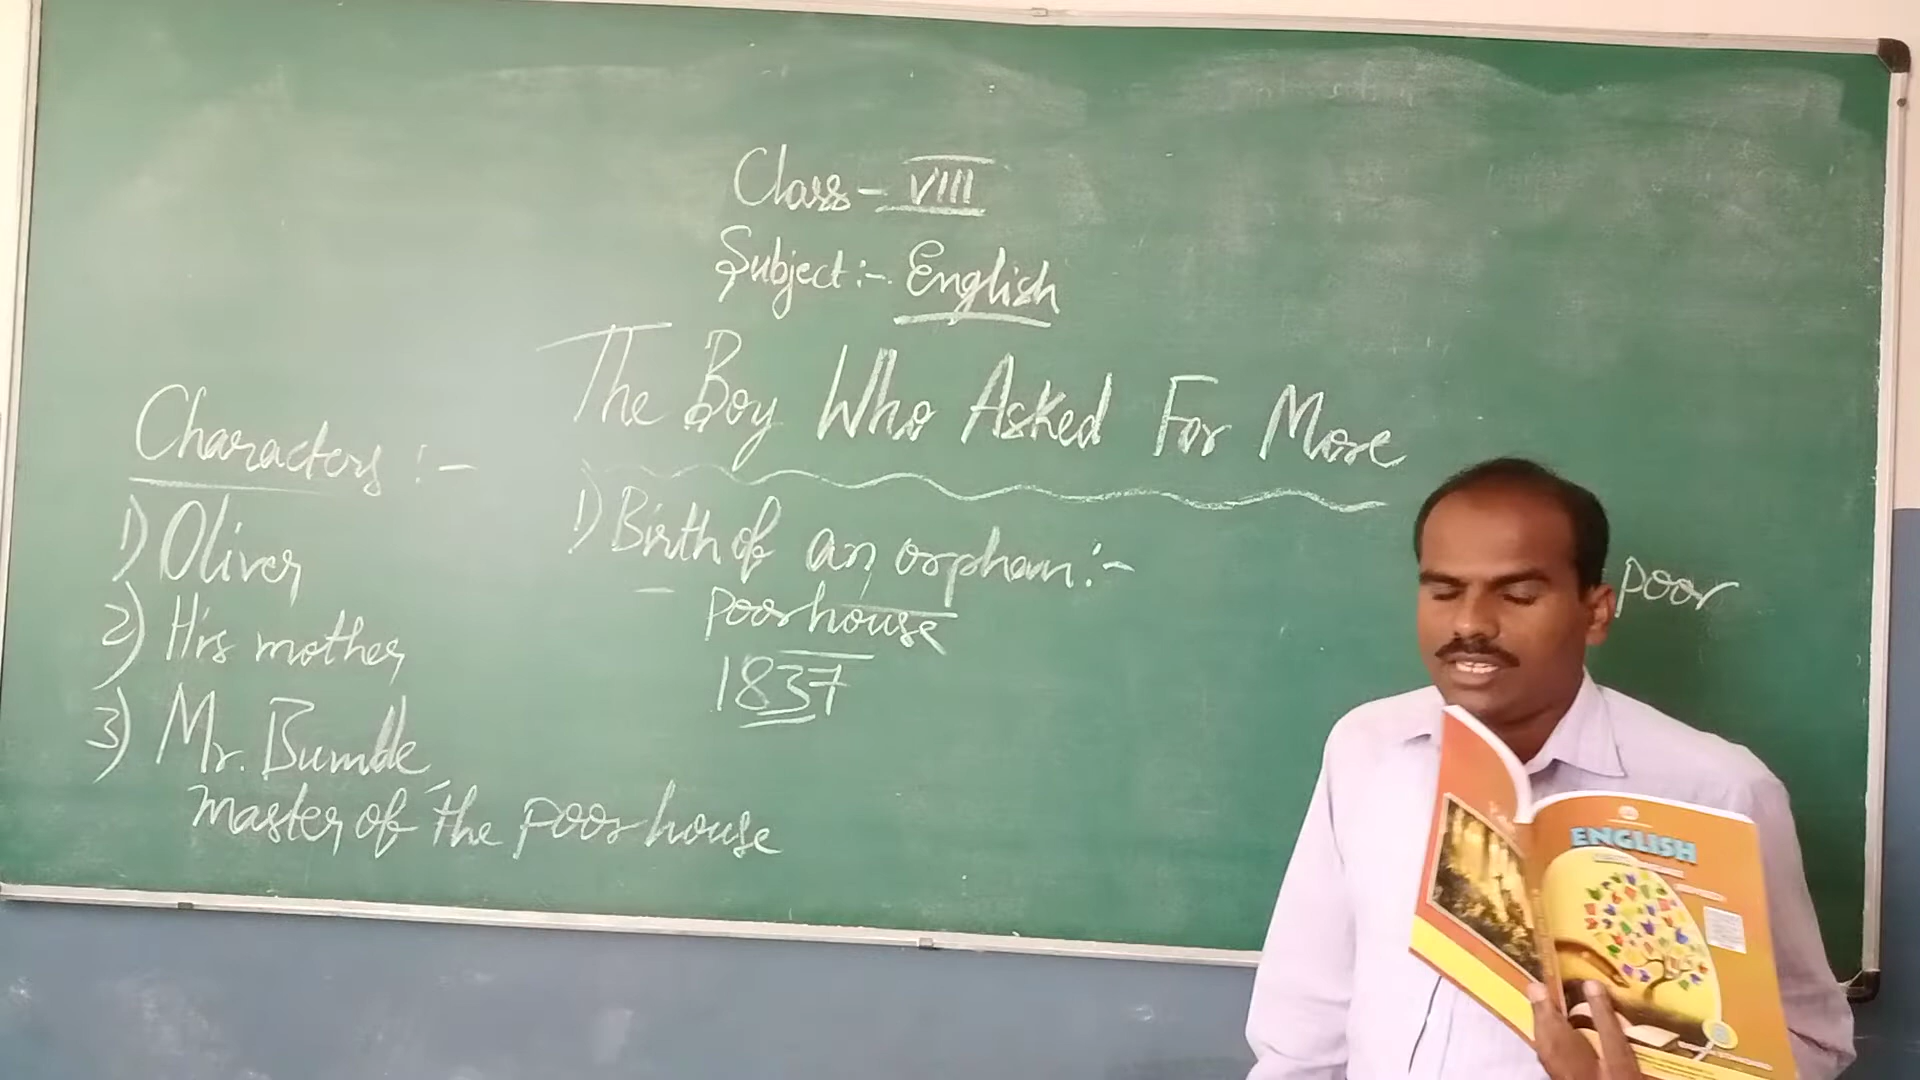 Class - VIII
Subject :- English
The Boy Who Asked For More
Characters :-
1) Oliver
2) His mother
3) Mr. Bumble
master of the poor house
1) Birth of an orphan :-
Poorhouse
1837
poor
ENGLISH